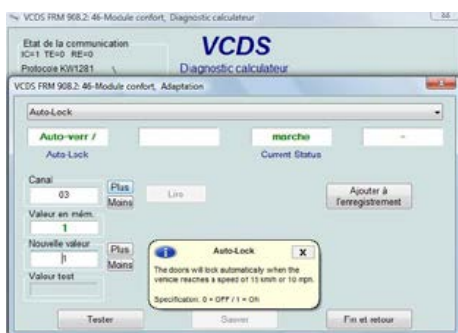 VCDS FRM 908.2: 46-Module confort, Diagnostic calculateur
Etat de la communication
IC=1 TE=0 RE=0
Protocole KW1281
VCDS
Diagnostic calculateur
VCDS FRM 908.2: 46-Module confort, Adaptation
Auto-Lock
Auto-verr /
marche
-
Auto-Lock
Current Status
Canal
03
Plus
Moins
Lire
Ajouter à l'enregistrement
Valeur en mém.
1
Nouvelle valeur
1
Plus
Moins
Valeur test
Auto-Lock
X
The doors will lock automatically when the
vehicle reaches a speed of 15 kmh or 10 mph.
Specification: 0 = OFF / 1 = On
Tester
Sauver
Fin et retour